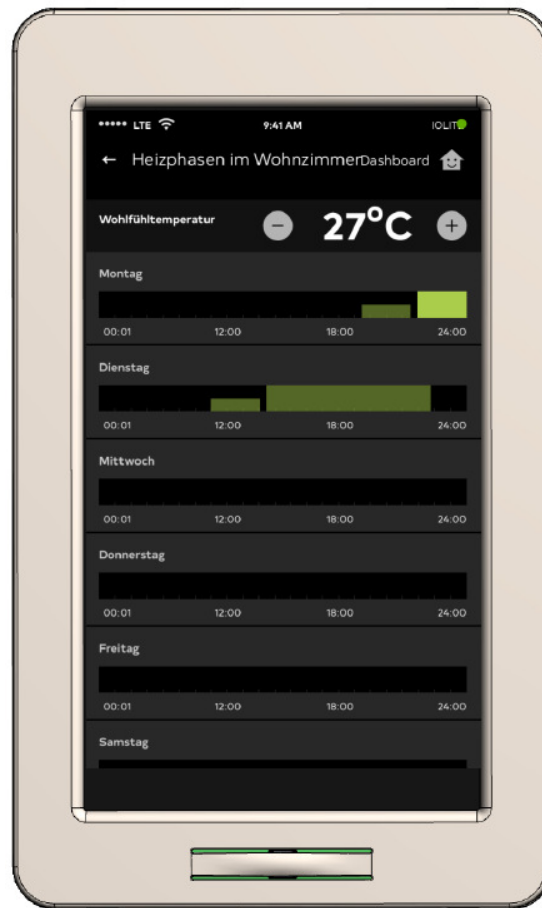 LTE 9:41 AM IOLITE
← Heizphasen im Wohnzimmer Dashboard
Wohlfühltemperatur − 27°C +
Montag
00:01 12:00 18:00 24:00
Dienstag
00:01 12:00 18:00 24:00
Mittwoch
00:01 12:00 18:00 24:00
Donnerstag
00:01 12:00 18:00 24:00
Freitag
00:01 12:00 18:00 24:00
Samstag